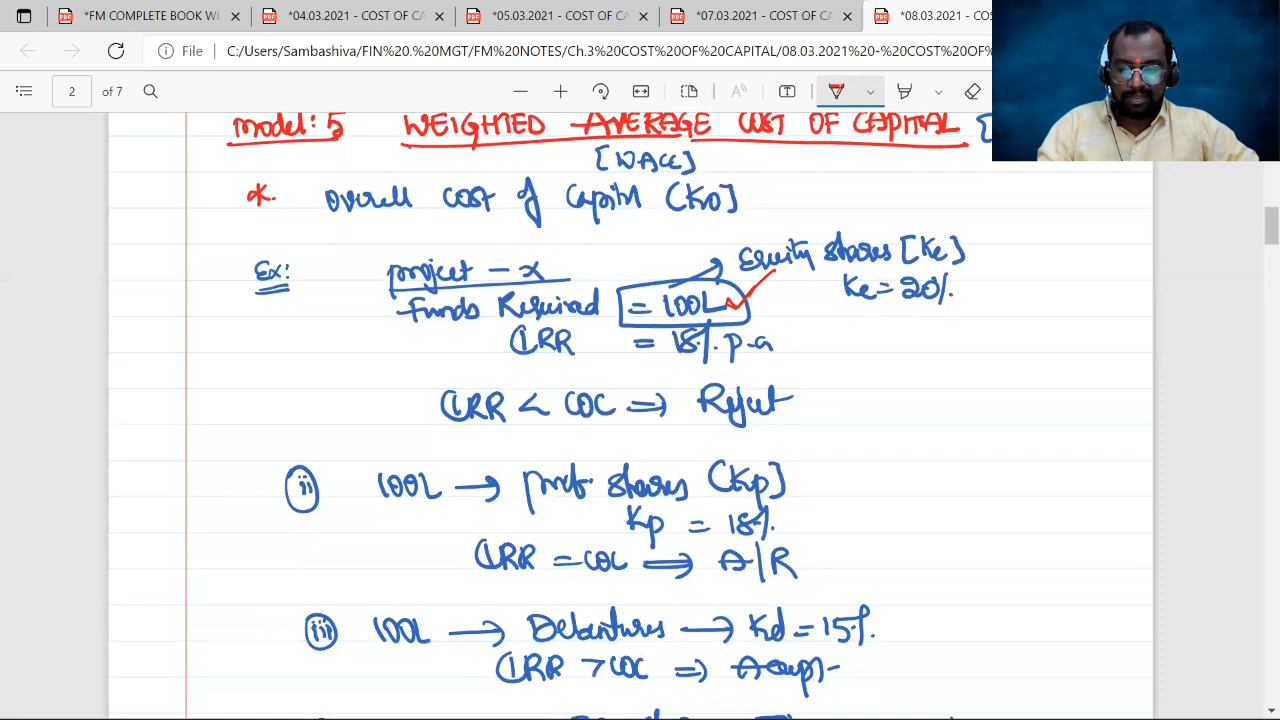 *FM COMPLETE BOOK WI
*04.03.2021 - COST OF CA
*05.03.2021 - COST OF CA
*07.03.2021 - COST OF CA
*08.03.2021 - COST OF
File C:/Users/Sambashiva/FIN%20.%20MGT/FM%20NOTES/Ch.3%20COST%20OF%20CAPITAL/08.03.2021%20-%20COST%20OF%
2 of 7
model: 5 WEIGHTED AVERAGE COST OF CAPITAL [
[WACC]
*. Overall cost of Capital (Ko]
Equity shares [Ke]
Ex: project - x Ke = 20%.
Funds Required = 100L
IRR = 18%. p.a
IRR < COC => Reject
(ii) 100L → pref. shares (Kp]
Kp = 18%.
IRR = COC => A/R
(iii) 100L → Debentures → Kd = 15%.
IRR > COC =>